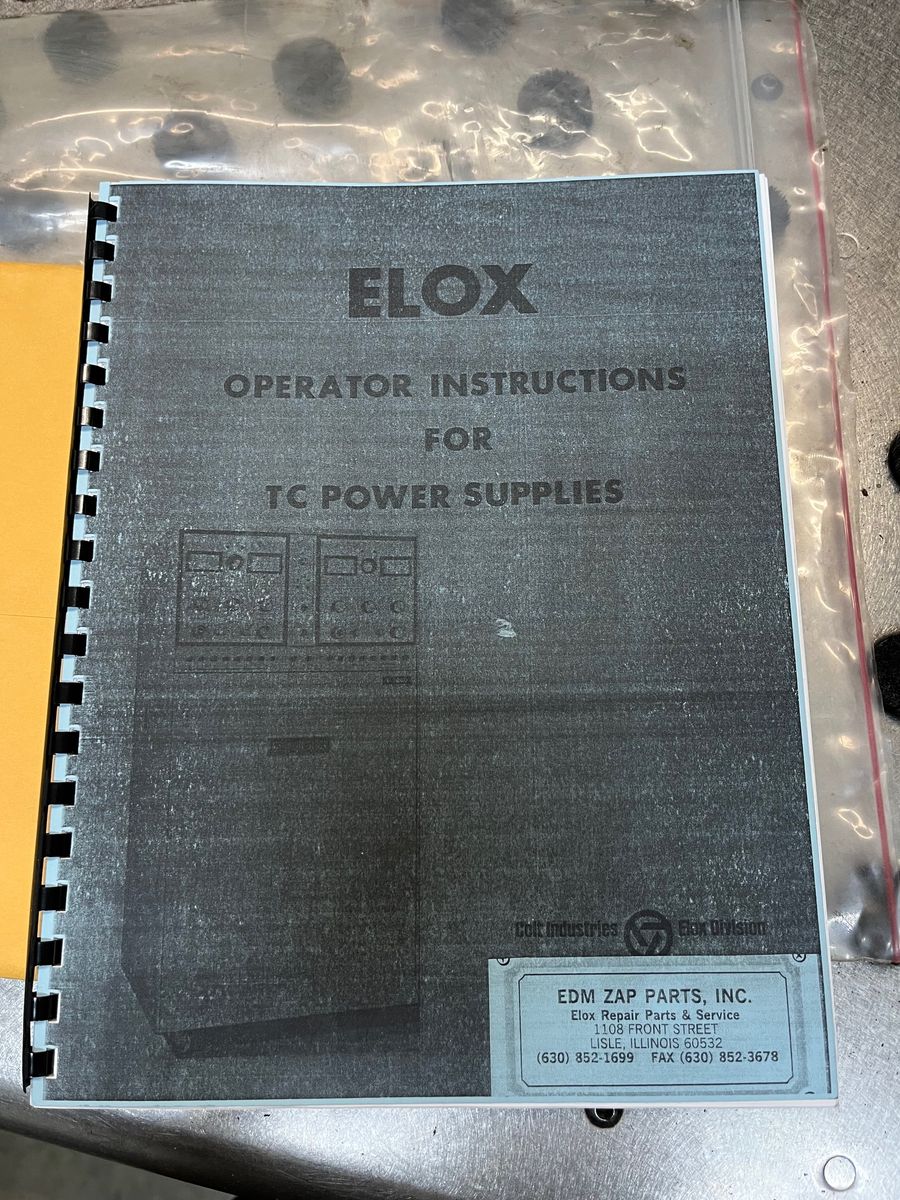 ELOX
OPERATOR INSTRUCTIONS
FOR
TC POWER SUPPLIES
Colt Industries Elox Division
EDM ZAP PARTS, INC.
Elox Repair Parts & Service
1108 FRONT STREET
LISLE, ILLINOIS 60532
(630) 852-1699 FAX (630) 852-3678